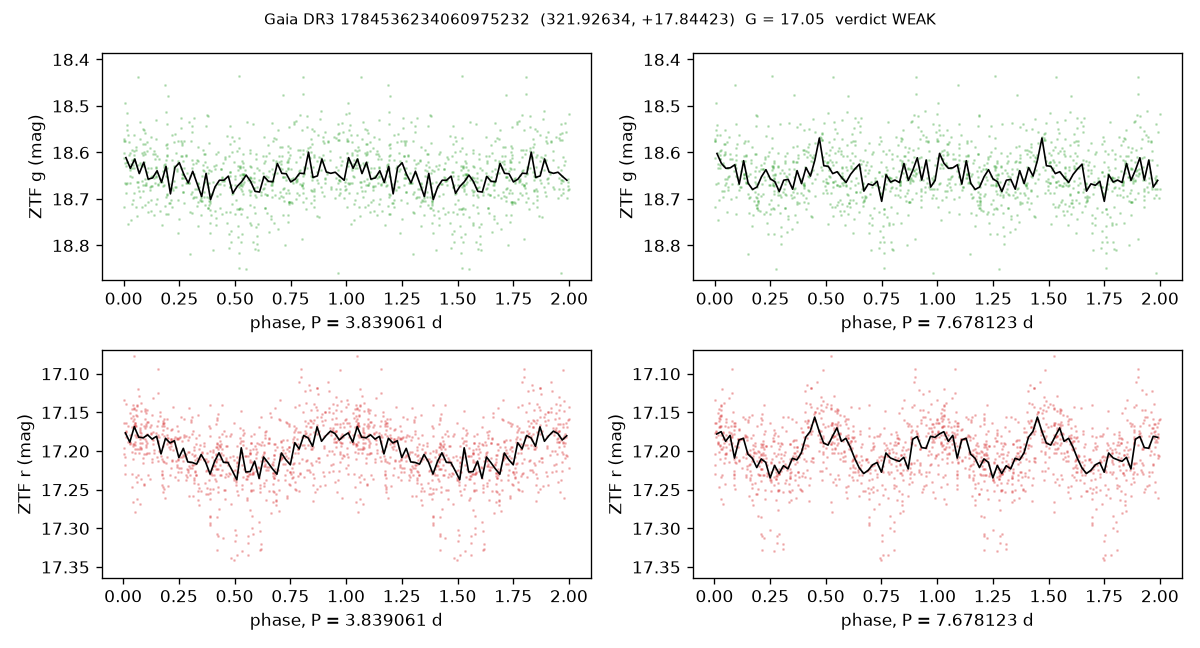 Gaia DR3 1784536234060975232 (321.92634, +17.84423) G = 17.05 verdict WEAK
ZTF g (mag)
18.4
18.5
18.6
18.7
18.8
0.00 0.25 0.50 0.75 1.00 1.25 1.50 1.75 2.00
phase, P = 3.839061 d
ZTF g (mag)
18.4
18.5
18.6
18.7
18.8
0.00 0.25 0.50 0.75 1.00 1.25 1.50 1.75 2.00
phase, P = 7.678123 d
ZTF r (mag)
17.10
17.15
17.20
17.25
17.30
17.35
0.00 0.25 0.50 0.75 1.00 1.25 1.50 1.75 2.00
phase, P = 3.839061 d
ZTF r (mag)
17.10
17.15
17.20
17.25
17.30
17.35
0.00 0.25 0.50 0.75 1.00 1.25 1.50 1.75 2.00
phase, P = 7.678123 d